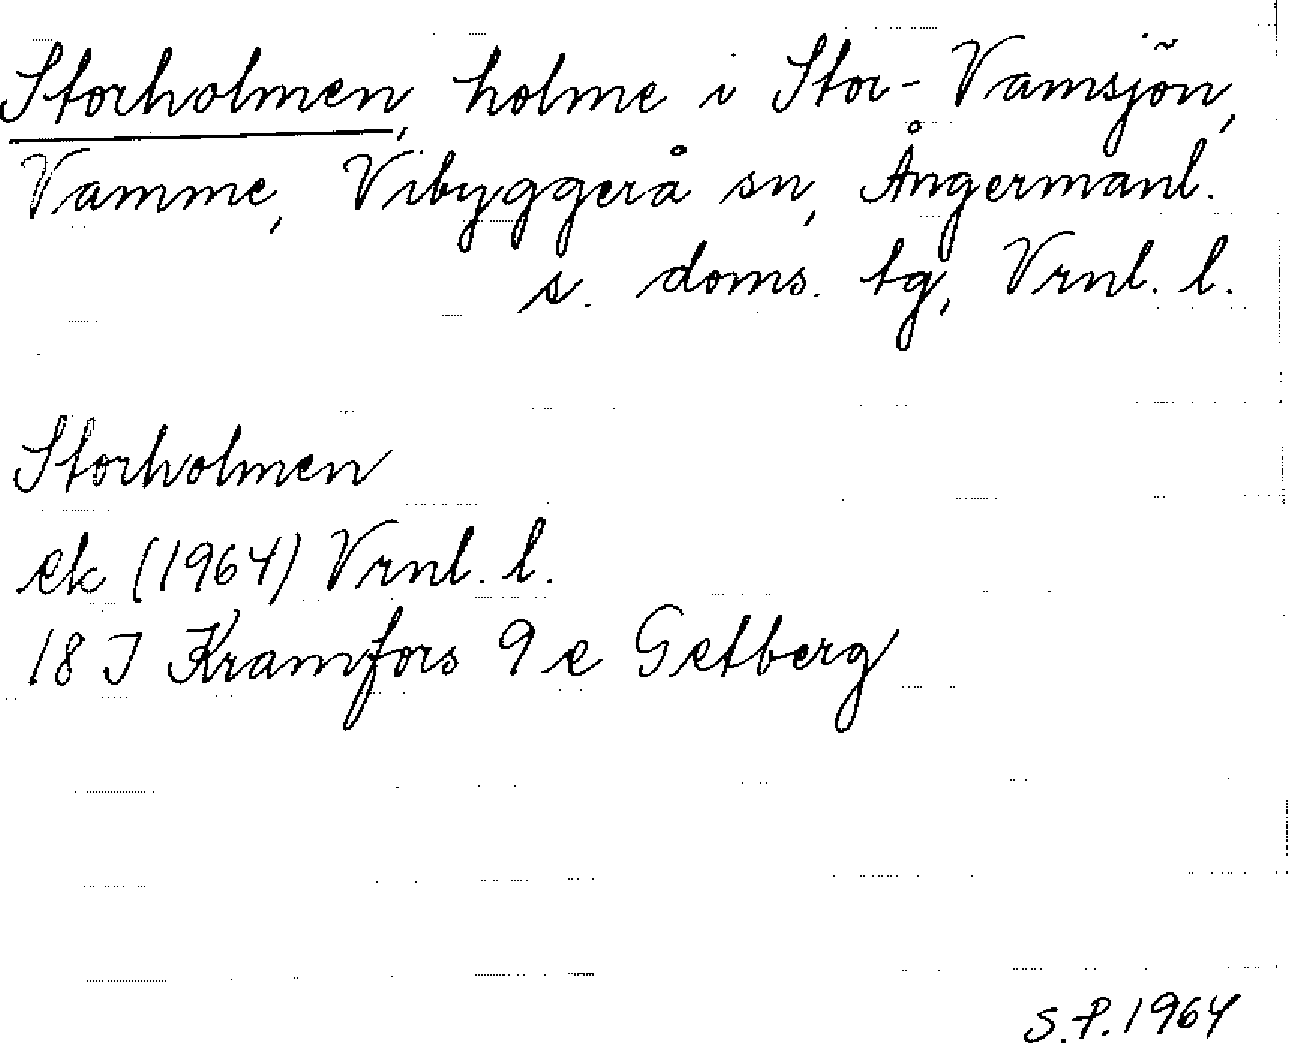 Storholmen, holme i Stor-Vamsjön,
Vamme, Vibyggerå sn, Ångermanl.
s. doms. tg, Vrnl. l.
Storholmen
ek (1964) Vrnl. l.
18 J Kramfors 9 e Getberg
S.P. 1964